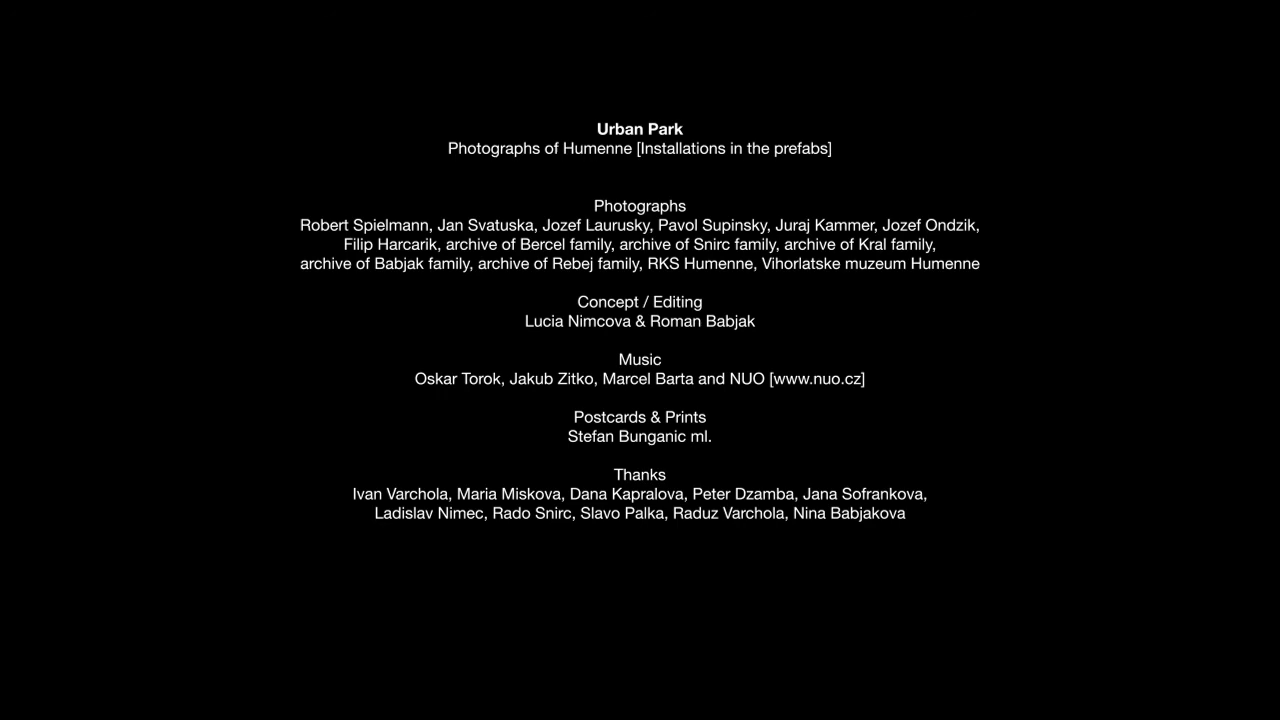 Urban Park
Photographs of Humenne [Installations in the prefabs]
Photographs
Robert Spielmann, Jan Svatuska, Jozef Laurusky, Pavol Supinsky, Juraj Kammer, Jozef Ondzik,
Filip Harcarik, archive of Bercel family, archive of Snirc family, archive of Kral family,
archive of Babjak family, archive of Rebej family, RKS Humenne, Vihorlatske muzeum Humenne
Concept / Editing
Lucia Nimcova & Roman Babjak
Music
Oskar Torok, Jakub Zitko, Marcel Barta and NUO [www.nuo.cz]
Postcards & Prints
Stefan Bunganic ml.
Thanks
Ivan Varchola, Maria Miskova, Dana Kapralova, Peter Dzamba, Jana Sofrankova,
Ladislav Nimec, Rado Snirc, Slavo Palka, Raduz Varchola, Nina Babjakova